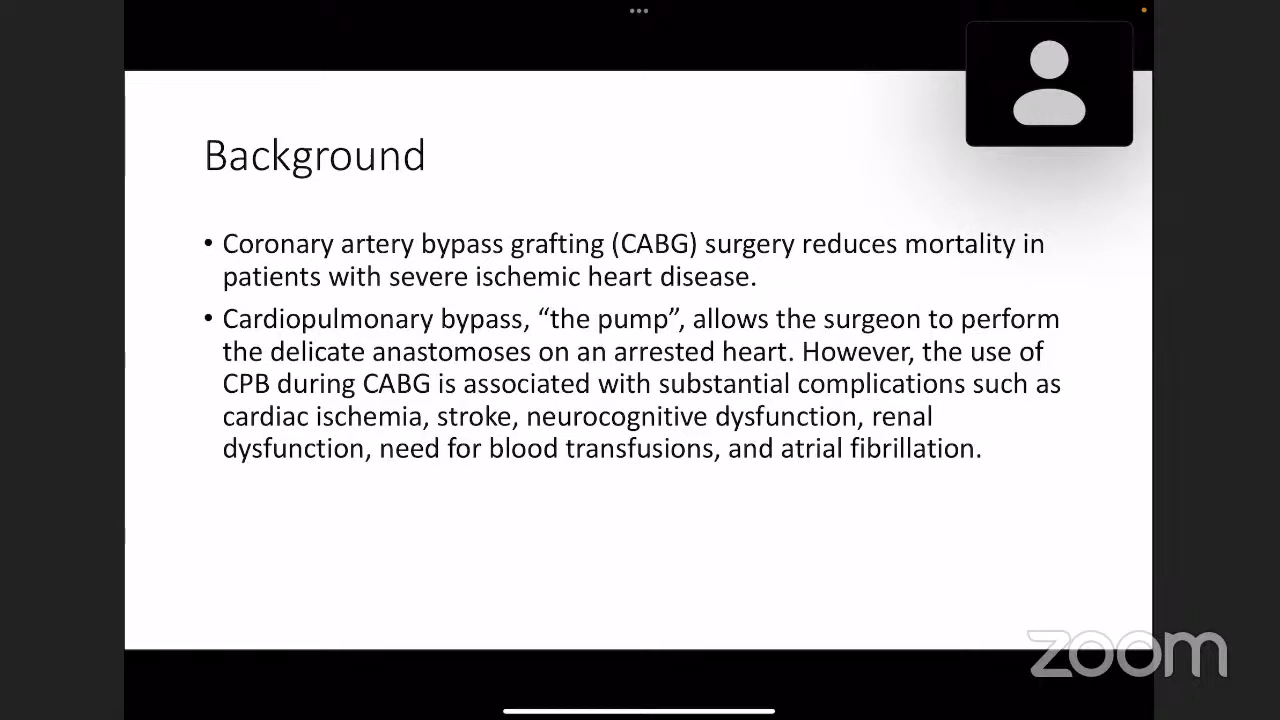 Background
• Coronary artery bypass grafting (CABG) surgery reduces mortality in
patients with severe ischemic heart disease.
• Cardiopulmonary bypass, “the pump”, allows the surgeon to perform
the delicate anastomoses on an arrested heart. However, the use of
CPB during CABG is associated with substantial complications such as
cardiac ischemia, stroke, neurocognitive dysfunction, renal
dysfunction, need for blood transfusions, and atrial fibrillation.
zoom